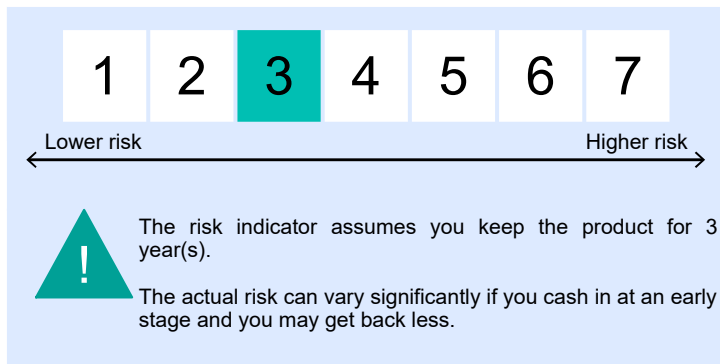 1 2 3 4 5 6 7
Lower risk Higher risk
!
The risk indicator assumes you keep the product for 3
year(s).
The actual risk can vary significantly if you cash in at an early
stage and you may get back less.